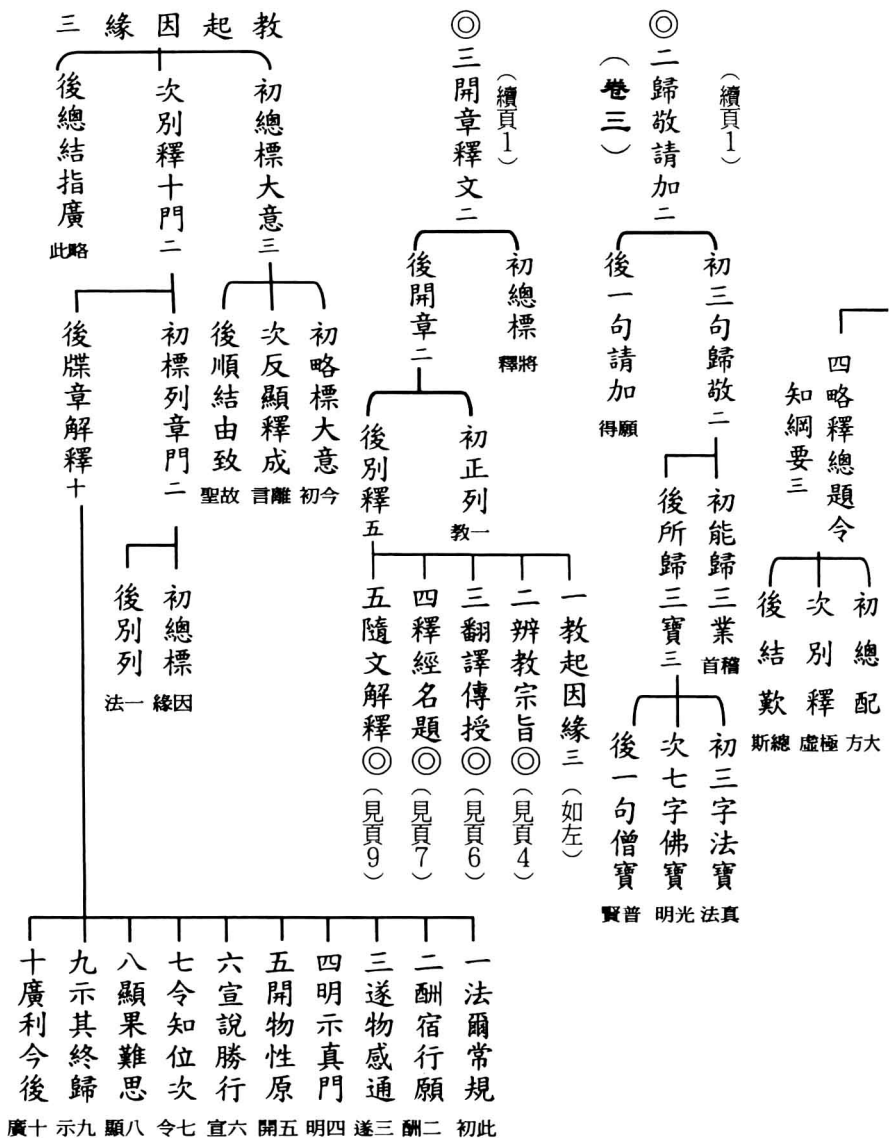 四略釋總題令
知綱要三
初總配
大方
次別釋
極虛
後結歎
總斯
(續頁1)
◎二歸敬請加二
(卷三)
初三句歸敬二
初能歸三業
稽首
後所歸三寶三
初三字法寶
真法
次七字佛寶
光明
後一句僧寶
普賢
後一句請加
願得
(續頁1)
◎三開章釋文二
初總標
將釋
後開章二
初正列
一教
後別釋五
一教起因緣三(如左)
二辨教宗旨◎(見頁4)
三翻譯傳授◎(見頁6)
四釋經名題◎(見頁7)
五隨文解釋◎(見頁9)
教起因緣三
初總標大意三
初略標大意
今初
次反顯釋成
離言
後順結由致
故聖
次別釋十門二
初標列章門二
初總標
因緣
後別列
一法
後牒章解釋十
一法爾常規
此初
二酬宿行願
二酬
三遂物感通
三遂
四明示真門
四明
五開物性原
五開
六宣說勝行
六宣
七令知位次
七令
八顯果難思
八顯
九示其終歸
九示
十廣利今後
十廣
後總結指廣
略此